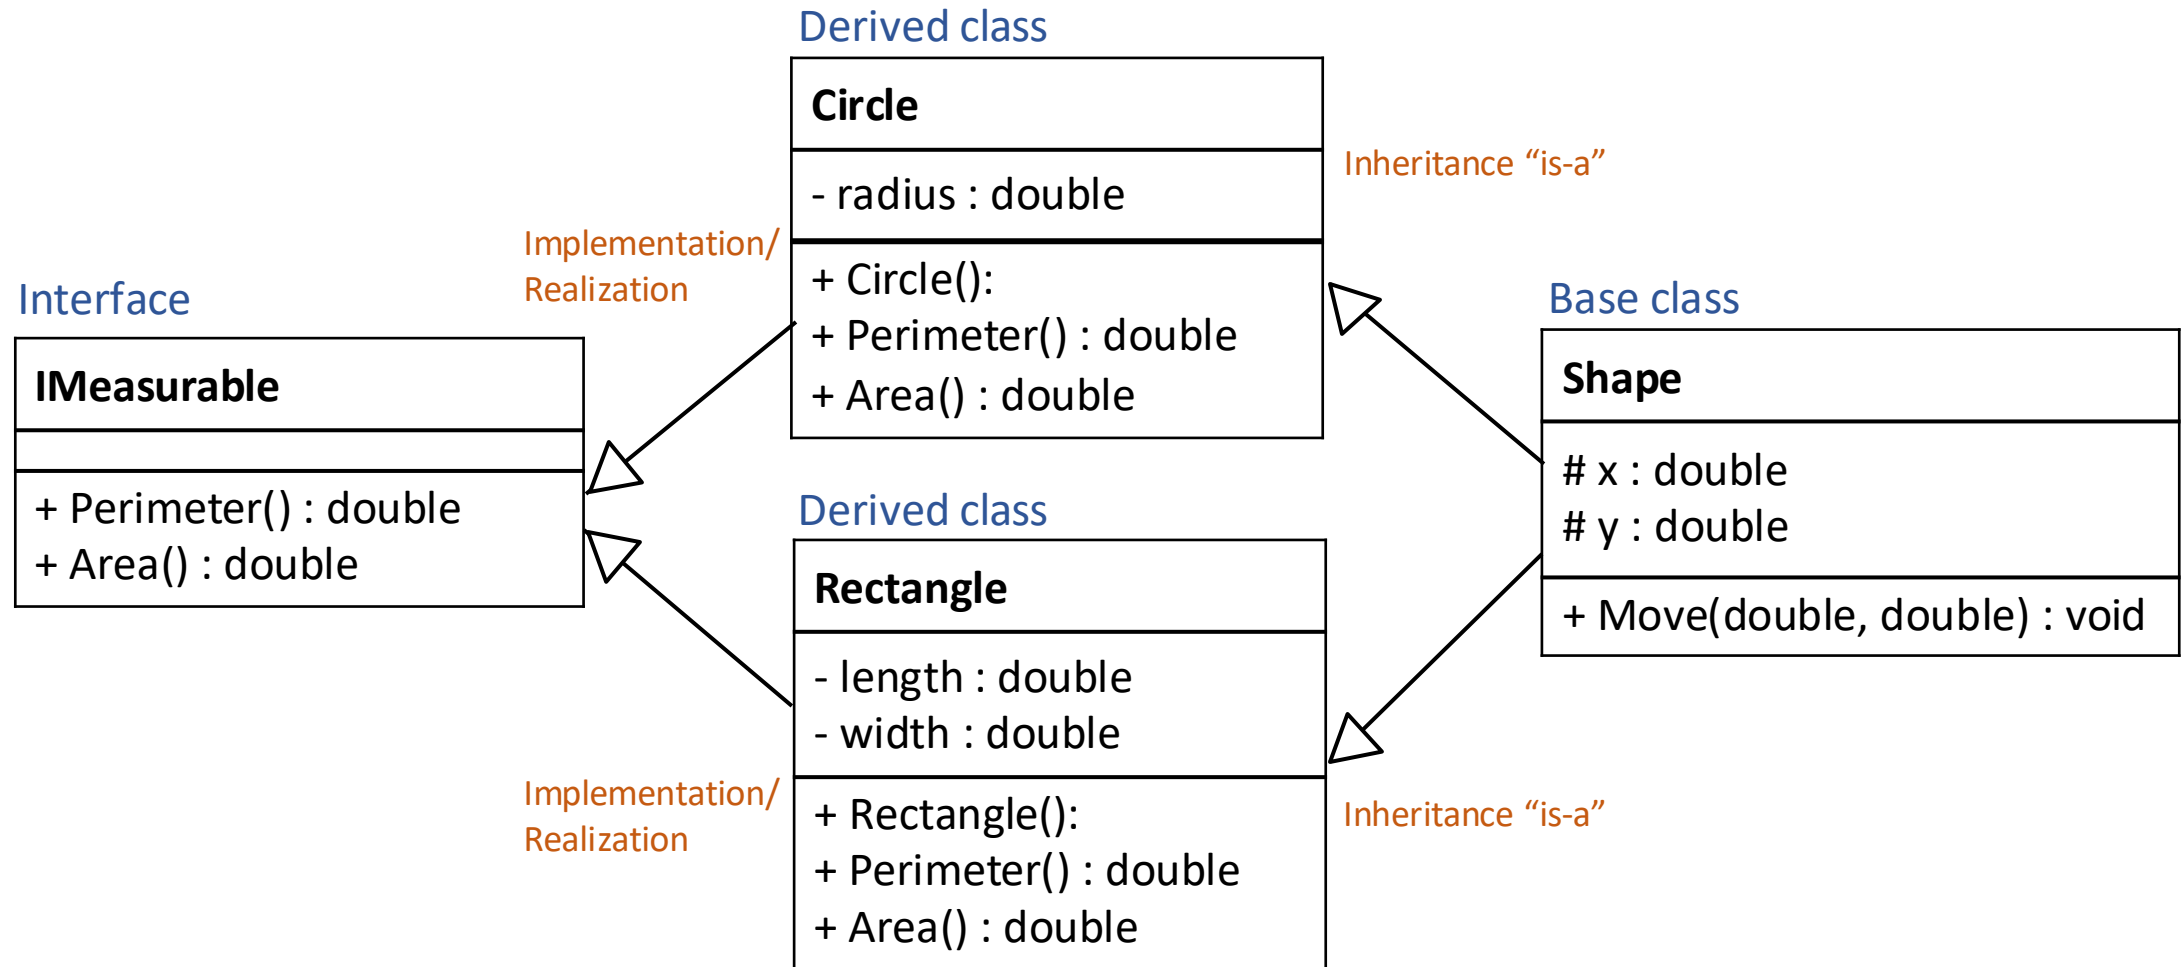 Derived class
Circle
- radius : double
+ Circle():
+ Perimeter() : double
+ Area() : double
Inheritance “is-a”
Implementation/
Realization
Interface
IMeasurable
+ Perimeter() : double
+ Area() : double
Base class
Shape
# x : double
# y : double
+ Move(double, double) : void
Derived class
Rectangle
- length : double
- width : double
+ Rectangle():
+ Perimeter() : double
+ Area() : double
Implementation/
Realization
Inheritance “is-a”